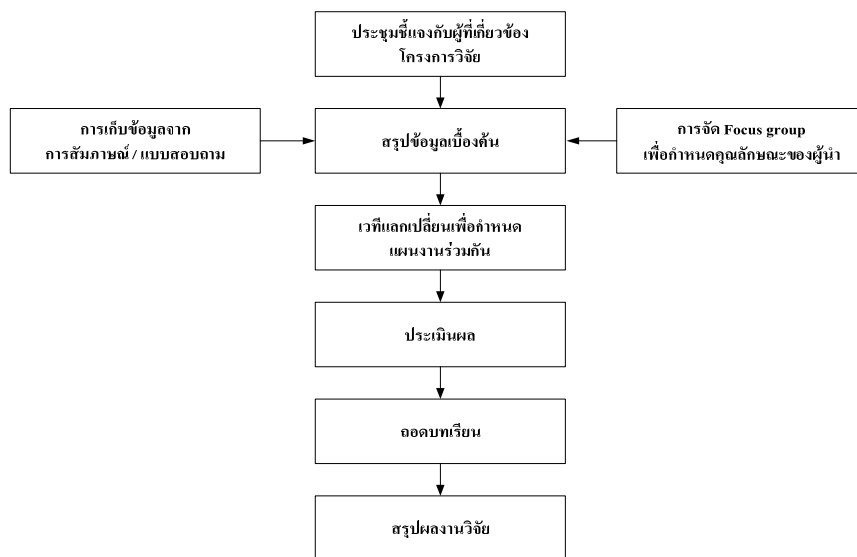 ประชุมชี้แจงกับผู้ที่เกี่ยวข้อง
โครงการวิจัย
การเก็บข้อมูลจาก
การสัมภาษณ์ / แบบสอบถาม
สรุปข้อมูลเบื้องต้น
การจัด Focus group
เพื่อกำหนดคุณลักษณะของผู้นำ
เวทีแลกเปลี่ยนเพื่อกำหนด
แผนงานร่วมกัน
ประเมินผล
ถอดบทเรียน
สรุปผลงานวิจัย